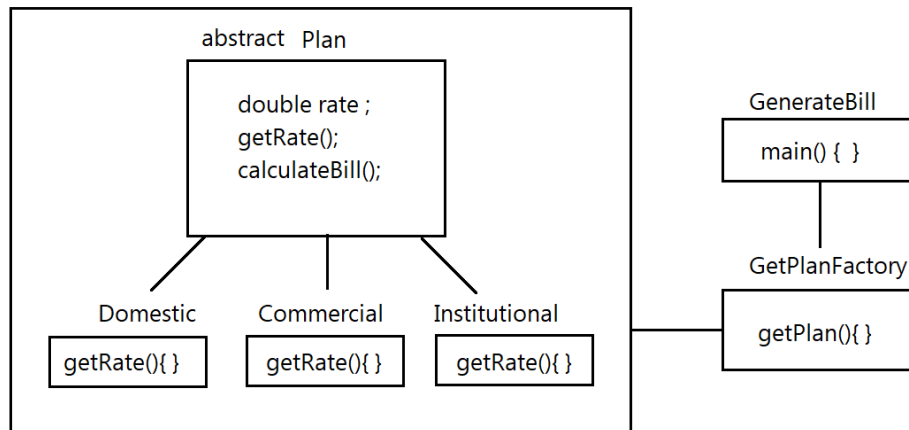 abstract Plan
double rate ;
getRate();
calculateBill();
Domestic
getRate(){ }
Commercial
getRate(){ }
Institutional
getRate(){ }
GenerateBill
main() { }
GetPlanFactory
getPlan(){ }